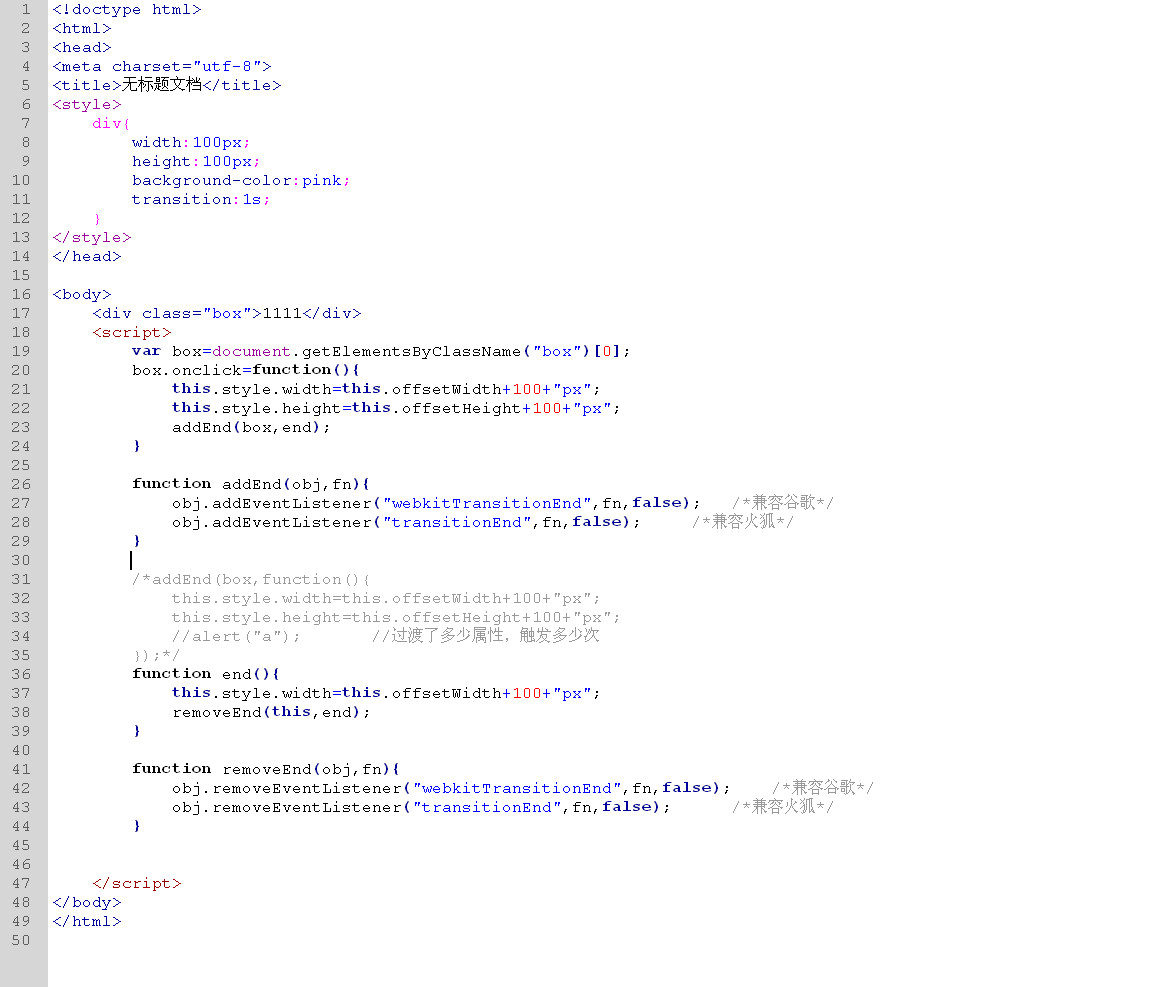 1 <!doctype html>
2 <html>
3 <head>
4 <meta charset="utf-8">
5 <title>无标题文档</title>
6 <style>
7     div{
8         width:100px;
9         height:100px;
10         background-color:pink;
11         transition:1s;
12     }
13 </style>
14 </head>
15
16 <body>
17     <div class="box">1111</div>
18     <script>
19         var box=document.getElementsByClassName("box")[0];
20         box.onclick=function(){
21             this.style.width=this.offsetWidth+100+"px";
22             this.style.height=this.offsetHeight+100+"px";
23             addEnd(box,end);
24         }
25
26         function addEnd(obj,fn){
27             obj.addEventListener("webkitTransitionEnd",fn,false);   /*兼容谷歌*/
28             obj.addEventListener("transitionEnd",fn,false);     /*兼容火狐*/
29         }
30
31         /*addEnd(box,function(){
32             this.style.width=this.offsetWidth+100+"px";
33             this.style.height=this.offsetHeight+100+"px";
34             //alert("a");       //过渡了多少属性，触发多少次
35         });*/
36         function end(){
37             this.style.width=this.offsetWidth+100+"px";
38             removeEnd(this,end);
39         }
40
41         function removeEnd(obj,fn){
42             obj.removeEventListener("webkitTransitionEnd",fn,false);    /*兼容谷歌*/
43             obj.removeEventListener("transitionEnd",fn,false);      /*兼容火狐*/
44         }
45
46
47     </script>
48 </body>
49 </html>
50